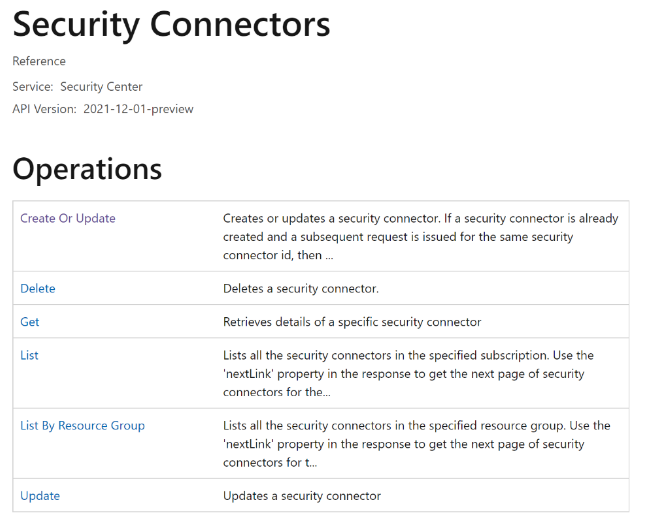 Security Connectors
Reference
Service: Security Center
API Version: 2021-12-01-preview
Operations
Create Or Update
Creates or updates a security connector. If a security connector is already
created and a subsequent request is issued for the same security
connector id, then ...
Delete
Deletes a security connector.
Get
Retrieves details of a specific security connector
List
Lists all the security connectors in the specified subscription. Use the
'nextLink' property in the response to get the next page of security
connectors for the...
List By Resource Group
Lists all the security connectors in the specified resource group. Use the
'nextLink' property in the response to get the next page of security
connectors for t...
Update
Updates a security connector